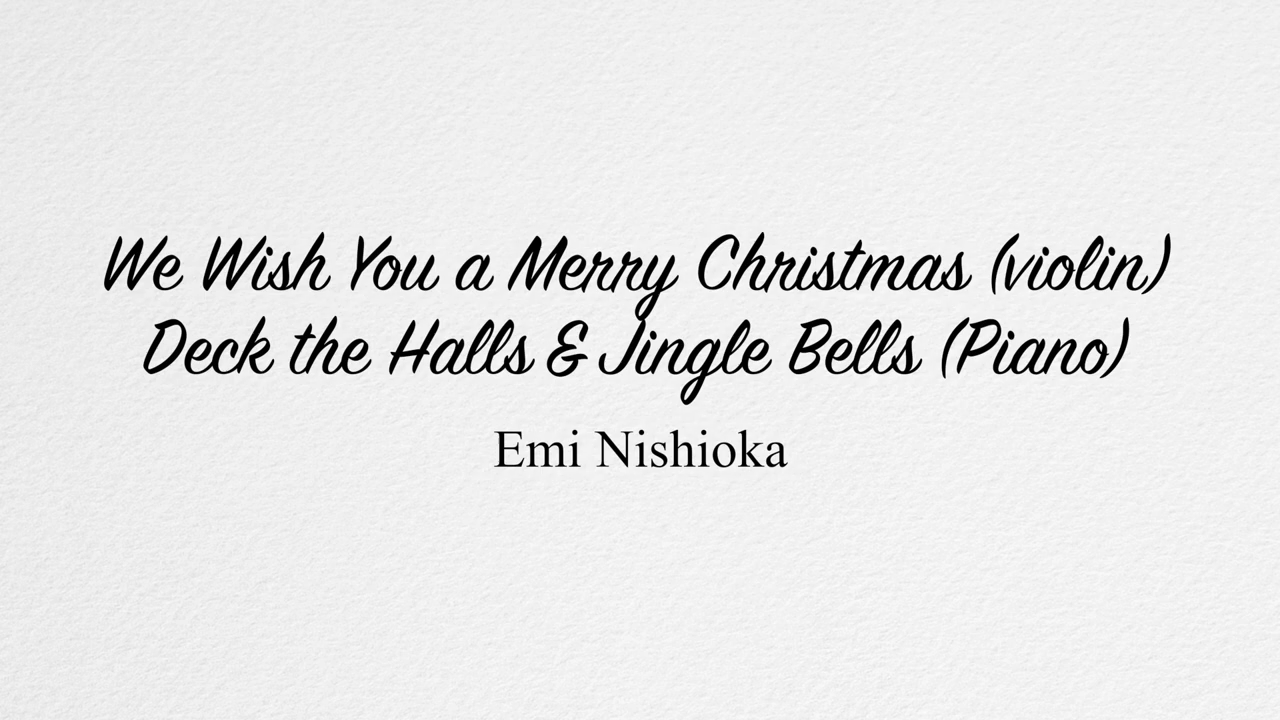 We Wish You a Merry Christmas (violin)
Deck the Halls & Jingle Bells (Piano)
Emi Nishioka